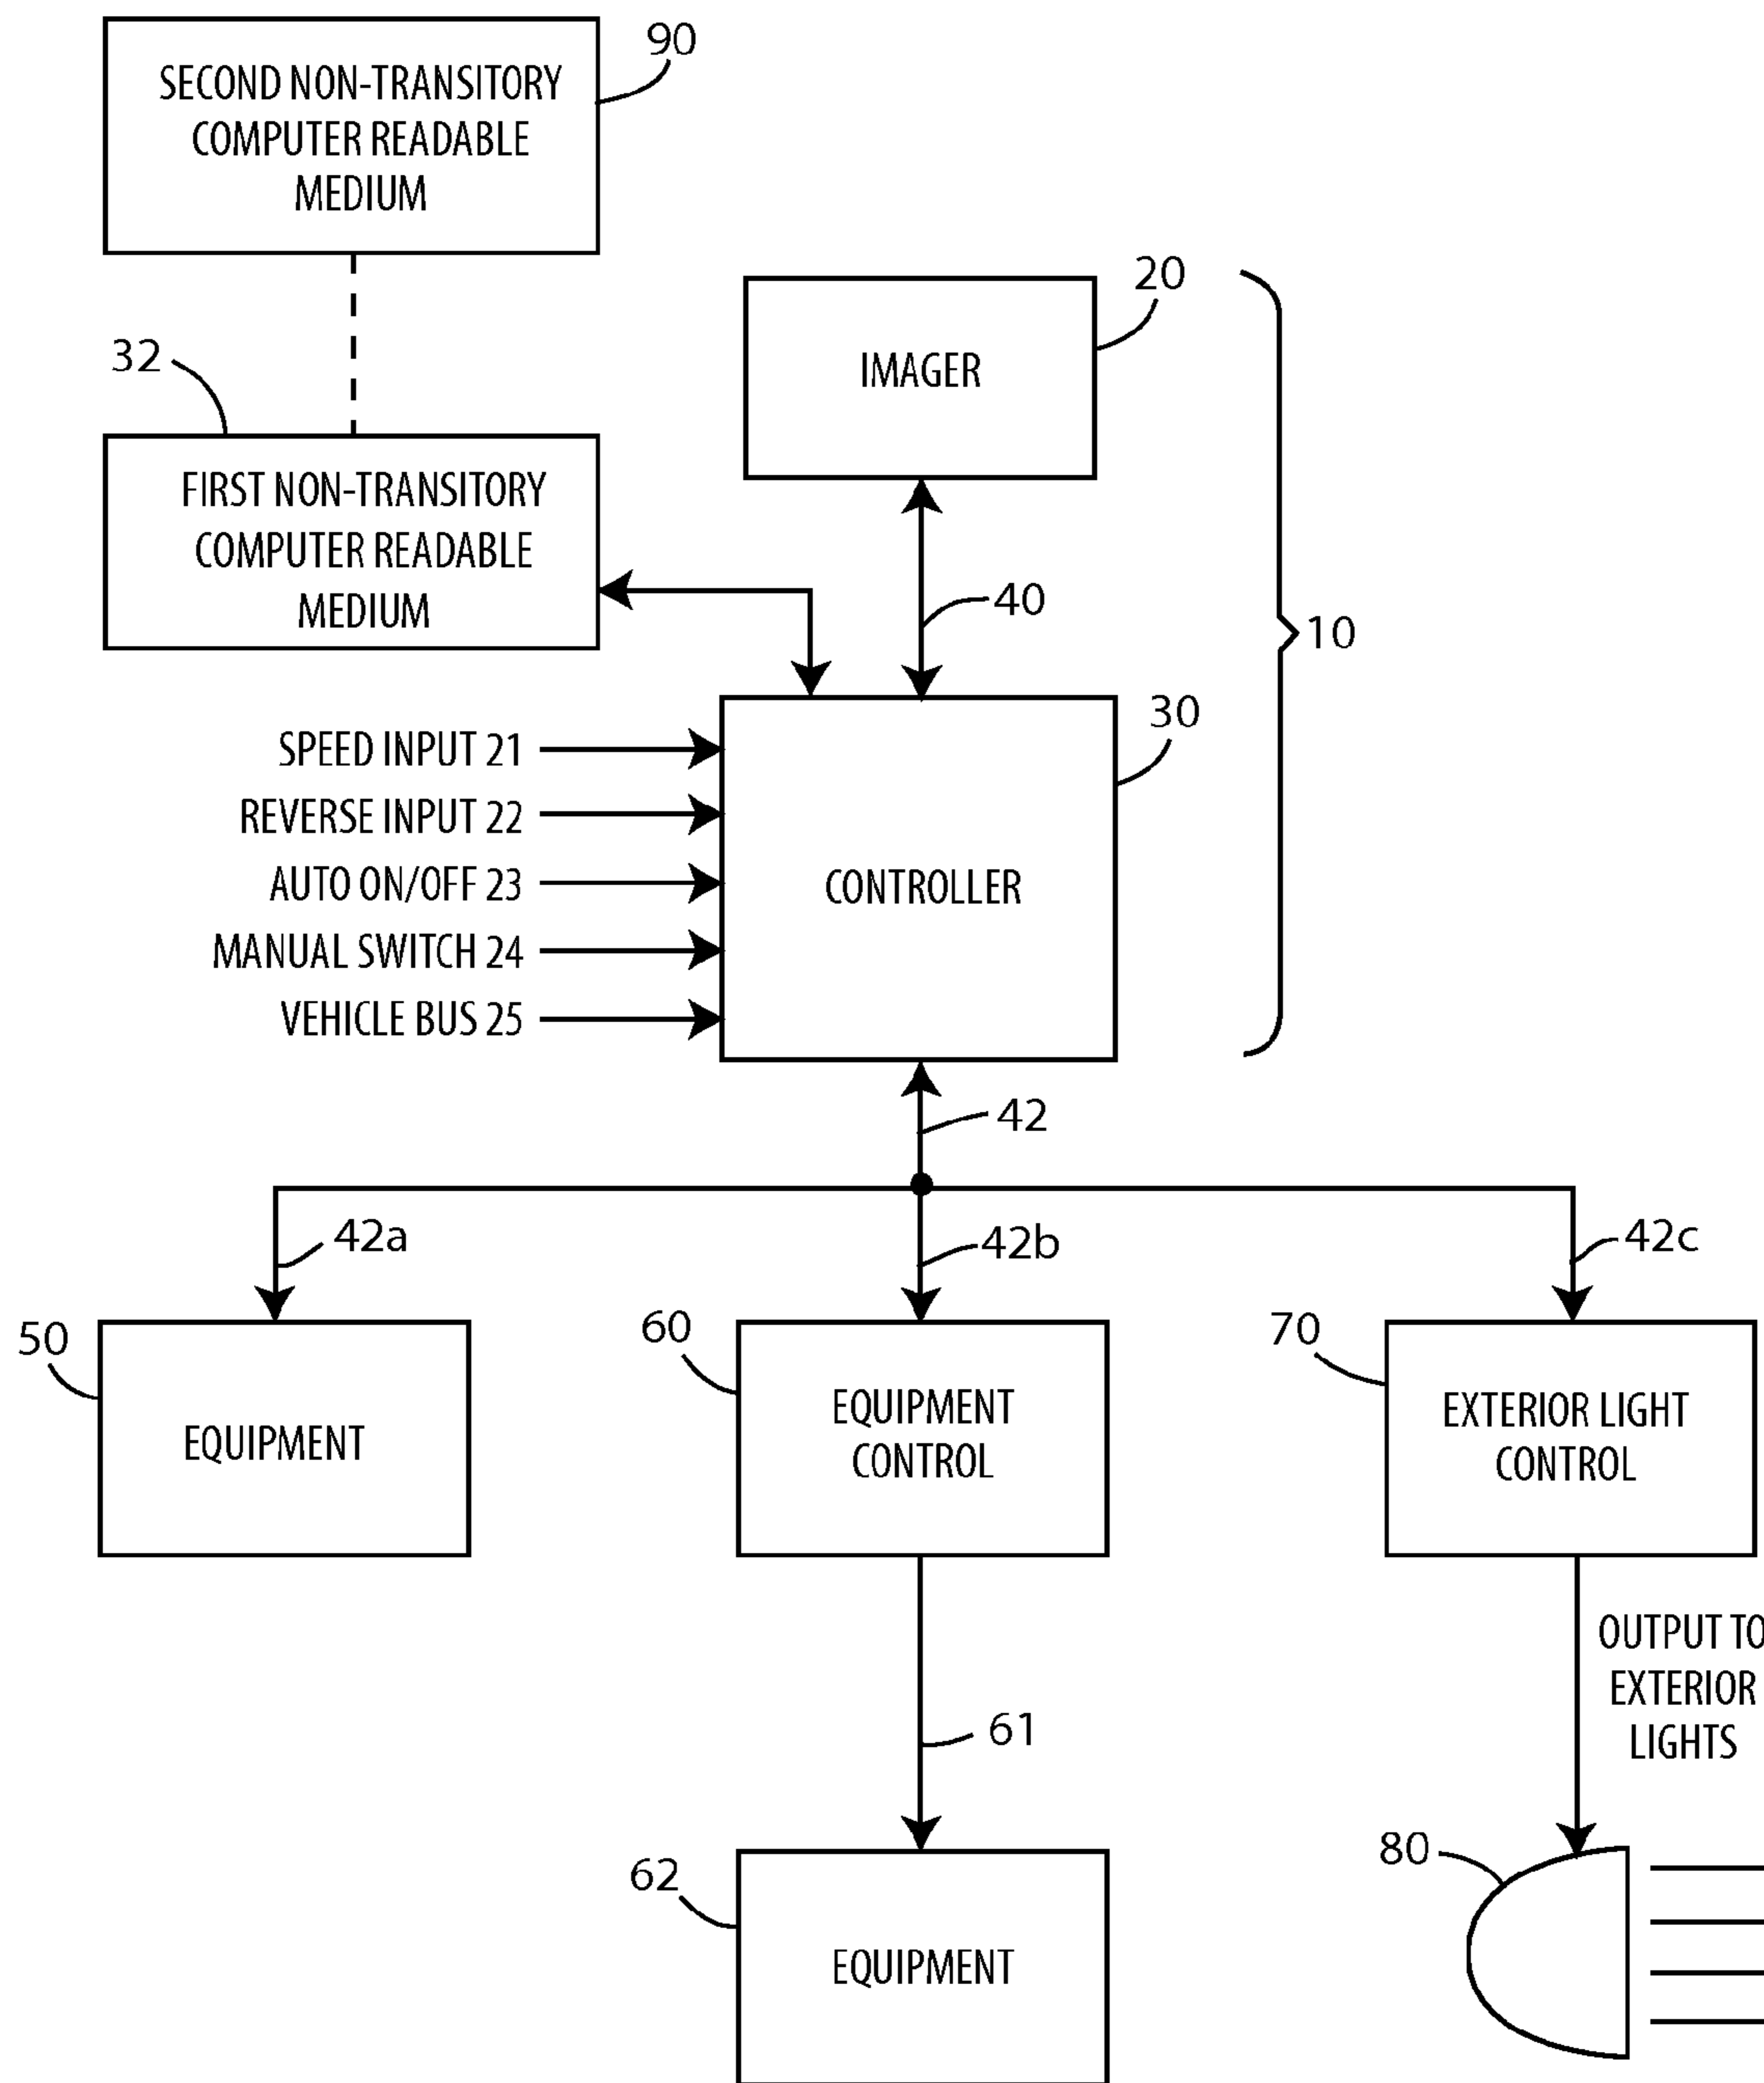 90
SECOND NON-TRANSITORY
COMPUTER READABLE
MEDIUM
20
32
IMAGER
FIRST NON-TRANSITORY
COMPUTER READABLE
MEDIUM
40
10
30
SPEED INPUT 21
REVERSE INPUT 22
AUTO ON/OFF 23
MANUAL SWITCH 24
VEHICLE BUS 25
CONTROLLER
42
42a
42b
42c
50
60
70
EQUIPMENT
EQUIPMENT
CONTROL
EXTERIOR LIGHT
CONTROL
OUTPUT TO
EXTERIOR
LIGHTS
61
80
62
EQUIPMENT